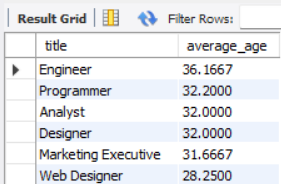 Result Grid Filter Rows:
title average_age
Engineer 36.1667
Programmer 32.2000
Analyst 32.0000
Designer 32.0000
Marketing Executive 31.6667
Web Designer 28.2500